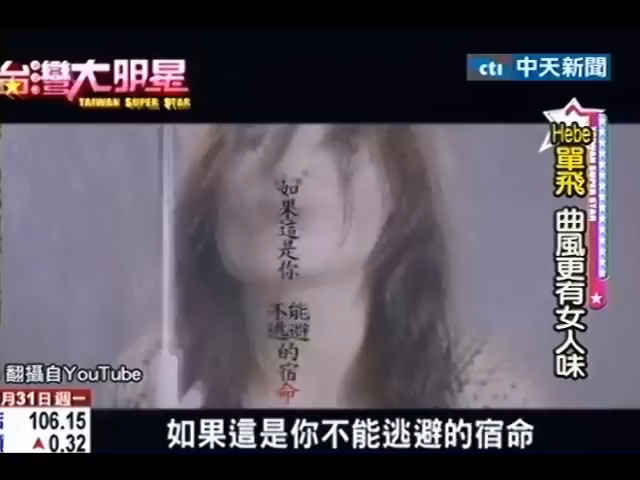 台灣大明星
TAIWAN SUPER STAR
cti 中天新聞
Hebe
單飛 曲風更有女人味
TAIWAN SUPER STAR
如果這是你
不能逃避的宿命
翻攝自YouTube
月31日週一
106.15
▲0.32
如果這是你不能逃避的宿命